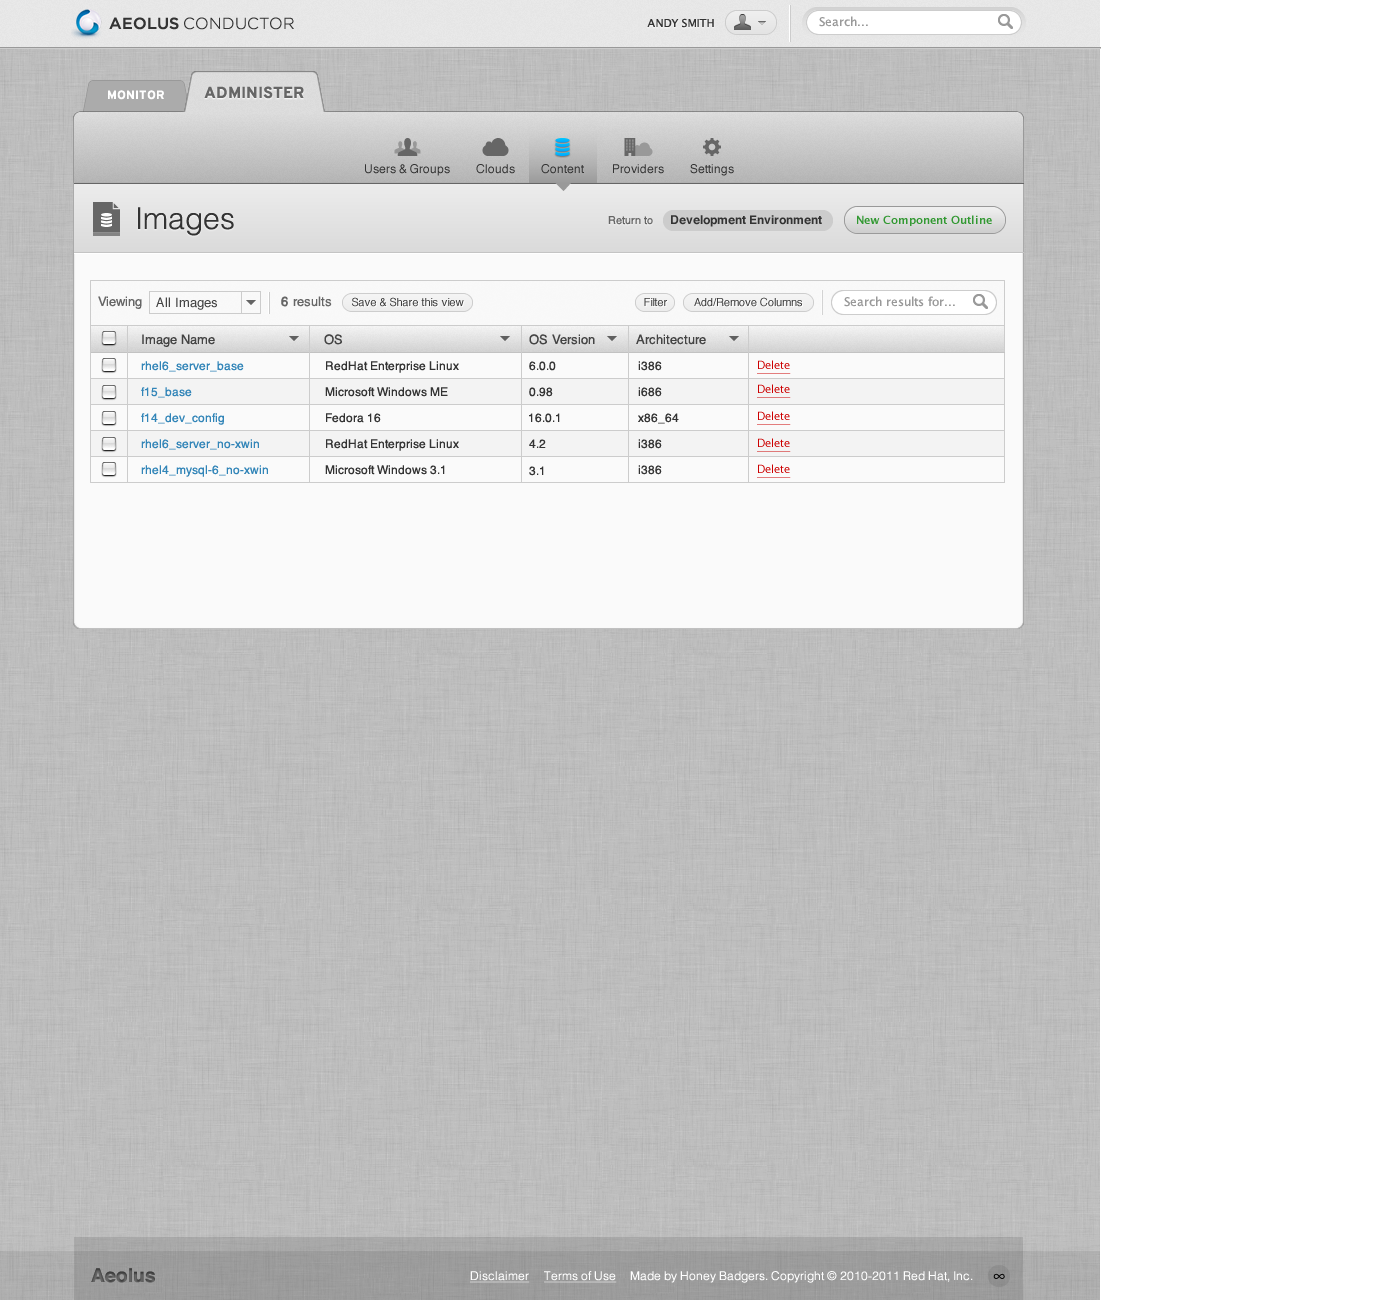 AEOLUS CONDUCTOR
ANDY SMITH
Search...
MONITOR
ADMINISTER
Users & Groups
Clouds
Content
Providers
Settings
Images
Return to
Development Environment
New Component Outline
Viewing
All Images
6 results
Save & Share this view
Filter
Add/Remove Columns
Search results for...
Image Name
OS
OS Version
Architecture
rhel6_server_base
RedHat Enterprise Linux
6.0.0
i386
Delete
f15_base
Microsoft Windows ME
0.98
i686
Delete
f14_dev_config
Fedora 16
16.0.1
x86_64
Delete
rhel6_server_no-xwin
RedHat Enterprise Linux
4.2
i386
Delete
rhel4_mysql-6_no-xwin
Microsoft Windows 3.1
3.1
i386
Delete
Aeolus
Disclaimer
Terms of Use
Made by Honey Badgers. Copyright © 2010-2011 Red Hat, Inc.